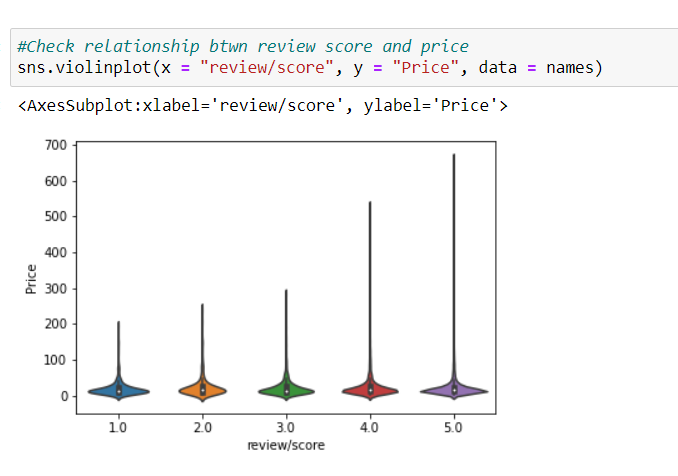 #Check relationship btwn review score and price
sns.violinplot(x = "review/score", y = "Price", data = names)
<AxesSubplot:xlabel='review/score', ylabel='Price'>
700
600
500
400
300
200
100
0
Price
1.0 2.0 3.0 4.0 5.0
review/score